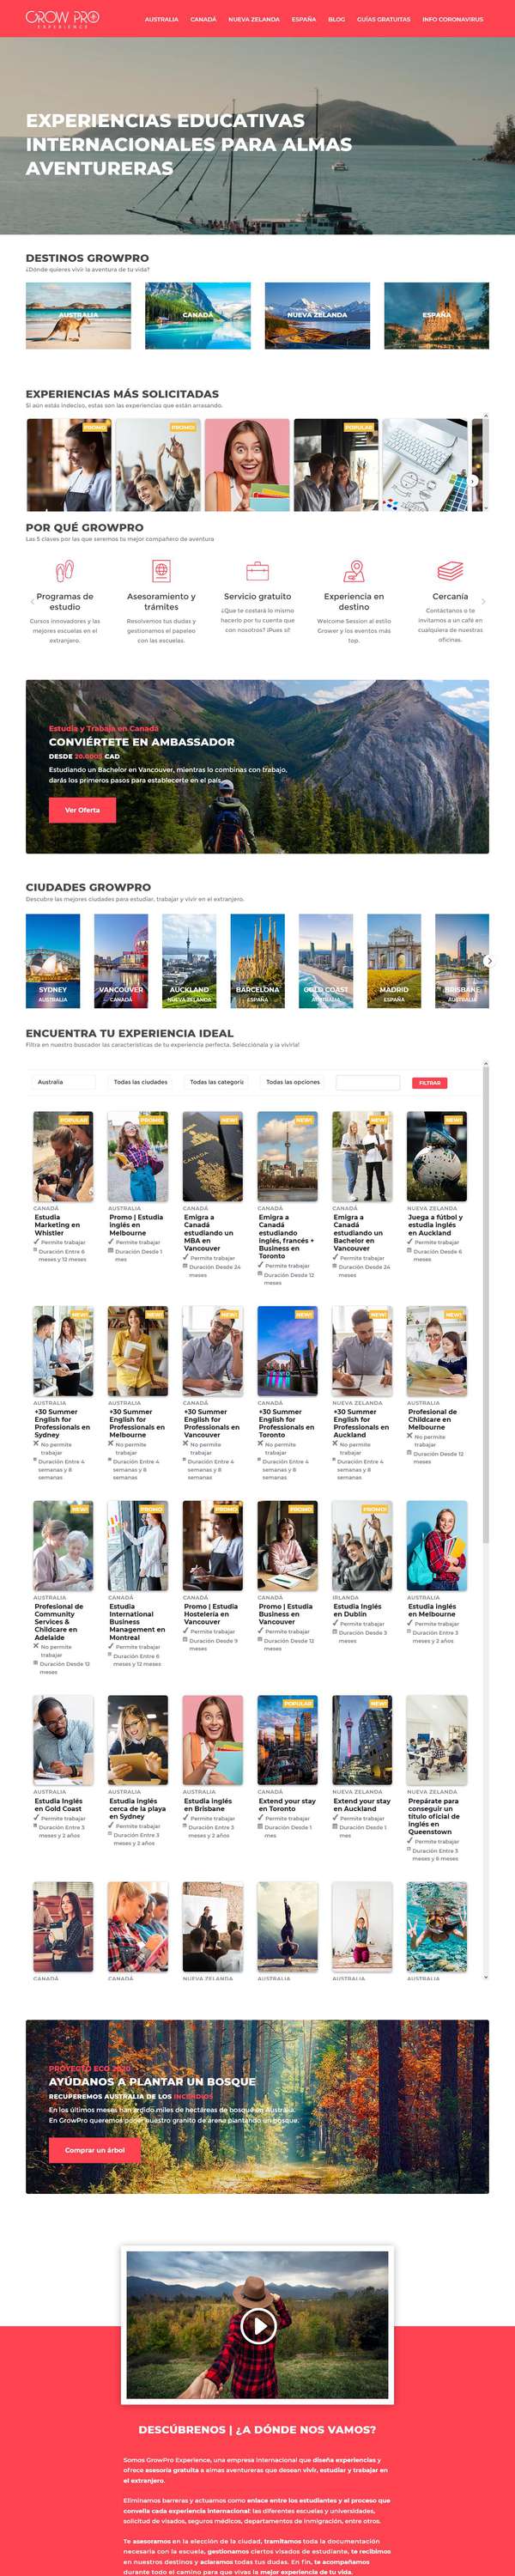 GROW PRO
EXPERIENCE
AUSTRALIA CANADÁ NUEVA ZELANDA ESPAÑA BLOG GUÍAS GRATUITAS INFO CORONAVIRUS
EXPERIENCIAS EDUCATIVAS
INTERNACIONALES PARA ALMAS
AVENTURERAS
DESTINOS GROWPRO
¿Dónde quieres vivir la aventura de tu vida?
AUSTRALIA CANADÁ NUEVA ZELANDA ESPAÑA
EXPERIENCIAS MÁS SOLICITADAS
Si aún estás indeciso, estas son las experiencias que están arrasando.
PROMO PROMO! POPULAR
POR QUÉ GROWPRO
Las 5 claves por las que seremos tu mejor compañero de aventura
Programas de
estudio
Cursos innovadores y las
mejores escuelas en el
extranjero.
Asesoramiento y
trámites
Resolvemos tus dudas y
gestionamos el papeleo
con las escuelas.
Servicio gratuito
¿Que te costará lo mismo
hacerlo por tu cuenta que
con nosotros? ¡Pues sí!
Experiencia en
destino
Welcome Session al estilo
Grower y los eventos más
top.
Cercanía
Contáctanos o te
invitamos a un café en
cualquiera de nuestras
oficinas.
Estudia y Trabaja en Canadá
CONVIÉRTETE EN AMBASSADOR
DESDE 20.000$ CAD
Estudiando un Bachelor en Vancouver, mientras lo combinas con trabajo,
darás los primeros pasos para establecerte en el país.
Ver Oferta
CIUDADES GROWPRO
Descubre las mejores ciudades para estudiar, trabajar y vivir en el extranjero.
SYDNEY
AUSTRALIA
VANCOUVER
CANADÁ
AUCKLAND
NUEVA ZELANDA
BARCELONA
ESPAÑA
GOLD COAST
AUSTRALIA
MADRID
ESPAÑA
BRISBANE
AUSTRALIA
ENCUENTRA TU EXPERIENCIA IDEAL
Filtra en nuestro buscador las características de tu experiencia perfecta. Selecciónala y ¡a vivirla!
Australia Todas las ciudades Todas las categorí Todas las opciones FILTRAR
POPULAR
CANADÁ
Estudia
Marketing en
Whistler
Permite trabajar
Duración Entre 6
meses y 12 meses
PROMO
AUSTRALIA
Promo | Estudia
inglés en
Melbourne
Permite trabajar
Duración Desde 1
mes
NEW!
CANADÁ
Emigra a
Canadá
estudiando un
MBA en
Vancouver
Permite trabajar
Duración Desde 24
meses
NEW!
CANADÁ
Emigra a
Canadá
estudiando
inglés, francés +
Business en
Toronto
Permite trabajar
Duración Desde 12
meses
NEW!
CANADÁ
Emigra a
Canadá
estudiando un
Bachelor en
Vancouver
Permite trabajar
Duración Desde 24
meses
NEW!
NUEVA ZELANDA
Juega a fútbol y
estudia inglés
en Auckland
Permite trabajar
Duración Desde 6
meses
NEW!
AUSTRALIA
+30 Summer
English for
Professionals en
Sydney
No permite
trabajar
Duración Entre 4
semanas y 8
semanas
NEW!
AUSTRALIA
+30 Summer
English for
Professionals en
Melbourne
No permite
trabajar
Duración Entre 4
semanas y 8
semanas
NEW!
CANADÁ
+30 Summer
English for
Professionals en
Vancouver
No permite
trabajar
Duración Entre 4
semanas y 8
semanas
NEW!
CANADÁ
+30 Summer
English for
Professionals en
Toronto
No permite
trabajar
Duración Entre 4
semanas y 8
semanas
NEW!
NUEVA ZELANDA
+30 Summer
English for
Professionals en
Auckland
No permite
trabajar
Duración Entre 4
semanas y 8
semanas
NEW!
AUSTRALIA
Profesional de
Childcare en
Melbourne
No permite
trabajar
Duración Desde 12
meses
NEW!
AUSTRALIA
Profesional de
Community
Services &
Childcare en
Adelaide
No permite
trabajar
Duración Desde 12
meses
PROMO
CANADÁ
Estudia
International
Business
Management en
Montreal
Permite trabajar
Duración Entre 6
meses y 12 meses
PROMO
CANADÁ
Promo | Estudia
Hostelería en
Vancouver
Permite trabajar
Duración Desde 9
meses
PROMO
CANADÁ
Promo | Estudia
Business en
Vancouver
Permite trabajar
Duración Desde 12
meses
PROMO!
IRLANDA
Estudia inglés
en Dublín
Permite trabajar
Duración Desde 3
meses
AUSTRALIA
Estudia inglés
en Melbourne
Permite trabajar
Duración Entre 3
meses y 2 años
AUSTRALIA
Estudia inglés
en Gold Coast
Permite trabajar
Duración Entre 3
meses y 2 años
AUSTRALIA
Estudia inglés
cerca de la playa
en Sydney
Permite trabajar
Duración Entre 3
meses y 2 años
AUSTRALIA
Estudia inglés
en Brisbane
Permite trabajar
Duración Entre 3
meses y 2 años
POPULAR
CANADÁ
Extend your stay
en Toronto
Permite trabajar
Duración Desde 1
mes
NEW!
NUEVA ZELANDA
Extend your stay
en Auckland
Permite trabajar
Duración Desde 1
mes
NUEVA ZELANDA
Prepárate para
conseguir un
título oficial de
inglés en
Queenstown
Permite trabajar
Duración Entre 3
meses y 6 meses
CANADÁ CANADÁ NUEVA ZELANDA AUSTRALIA AUSTRALIA AUSTRALIA
PROYECTO ECO 2020
AYÚDANOS A PLANTAR UN BOSQUE
RECUPEREMOS AUSTRALIA DE LOS INCENDIOS
En los últimos meses han ardido miles de hectáreas de bosque en Australia.
En GrowPro queremos poner nuestro granito de arena plantando un bosque.
Comprar un árbol
DESCÚBRENOS | ¿A DÓNDE NOS VAMOS?
Somos GrowPro Experience, una empresa internacional que diseña experiencias y
ofrece asesoría gratuita a almas aventureras que desean vivir, estudiar y trabajar en
el extranjero.
Eliminamos barreras y actuamos como enlace entre los estudiantes y el proceso que
convella cada experiencia internacional: las diferentes escuelas y universidades,
solicitud de visados, seguros médicos, departamentos de inmigración, entre otros.
Te asesoramos en la elección de la ciudad, tramitamos toda la documentación
necesaria con la escuela, gestionamos ciertos visados de estudiante, te recibimos
en nuestros destinos y aclaramos todas tus dudas. En fin, te acompañamos
durante todo el camino para que vivas la mejor experiencia de tu vida.